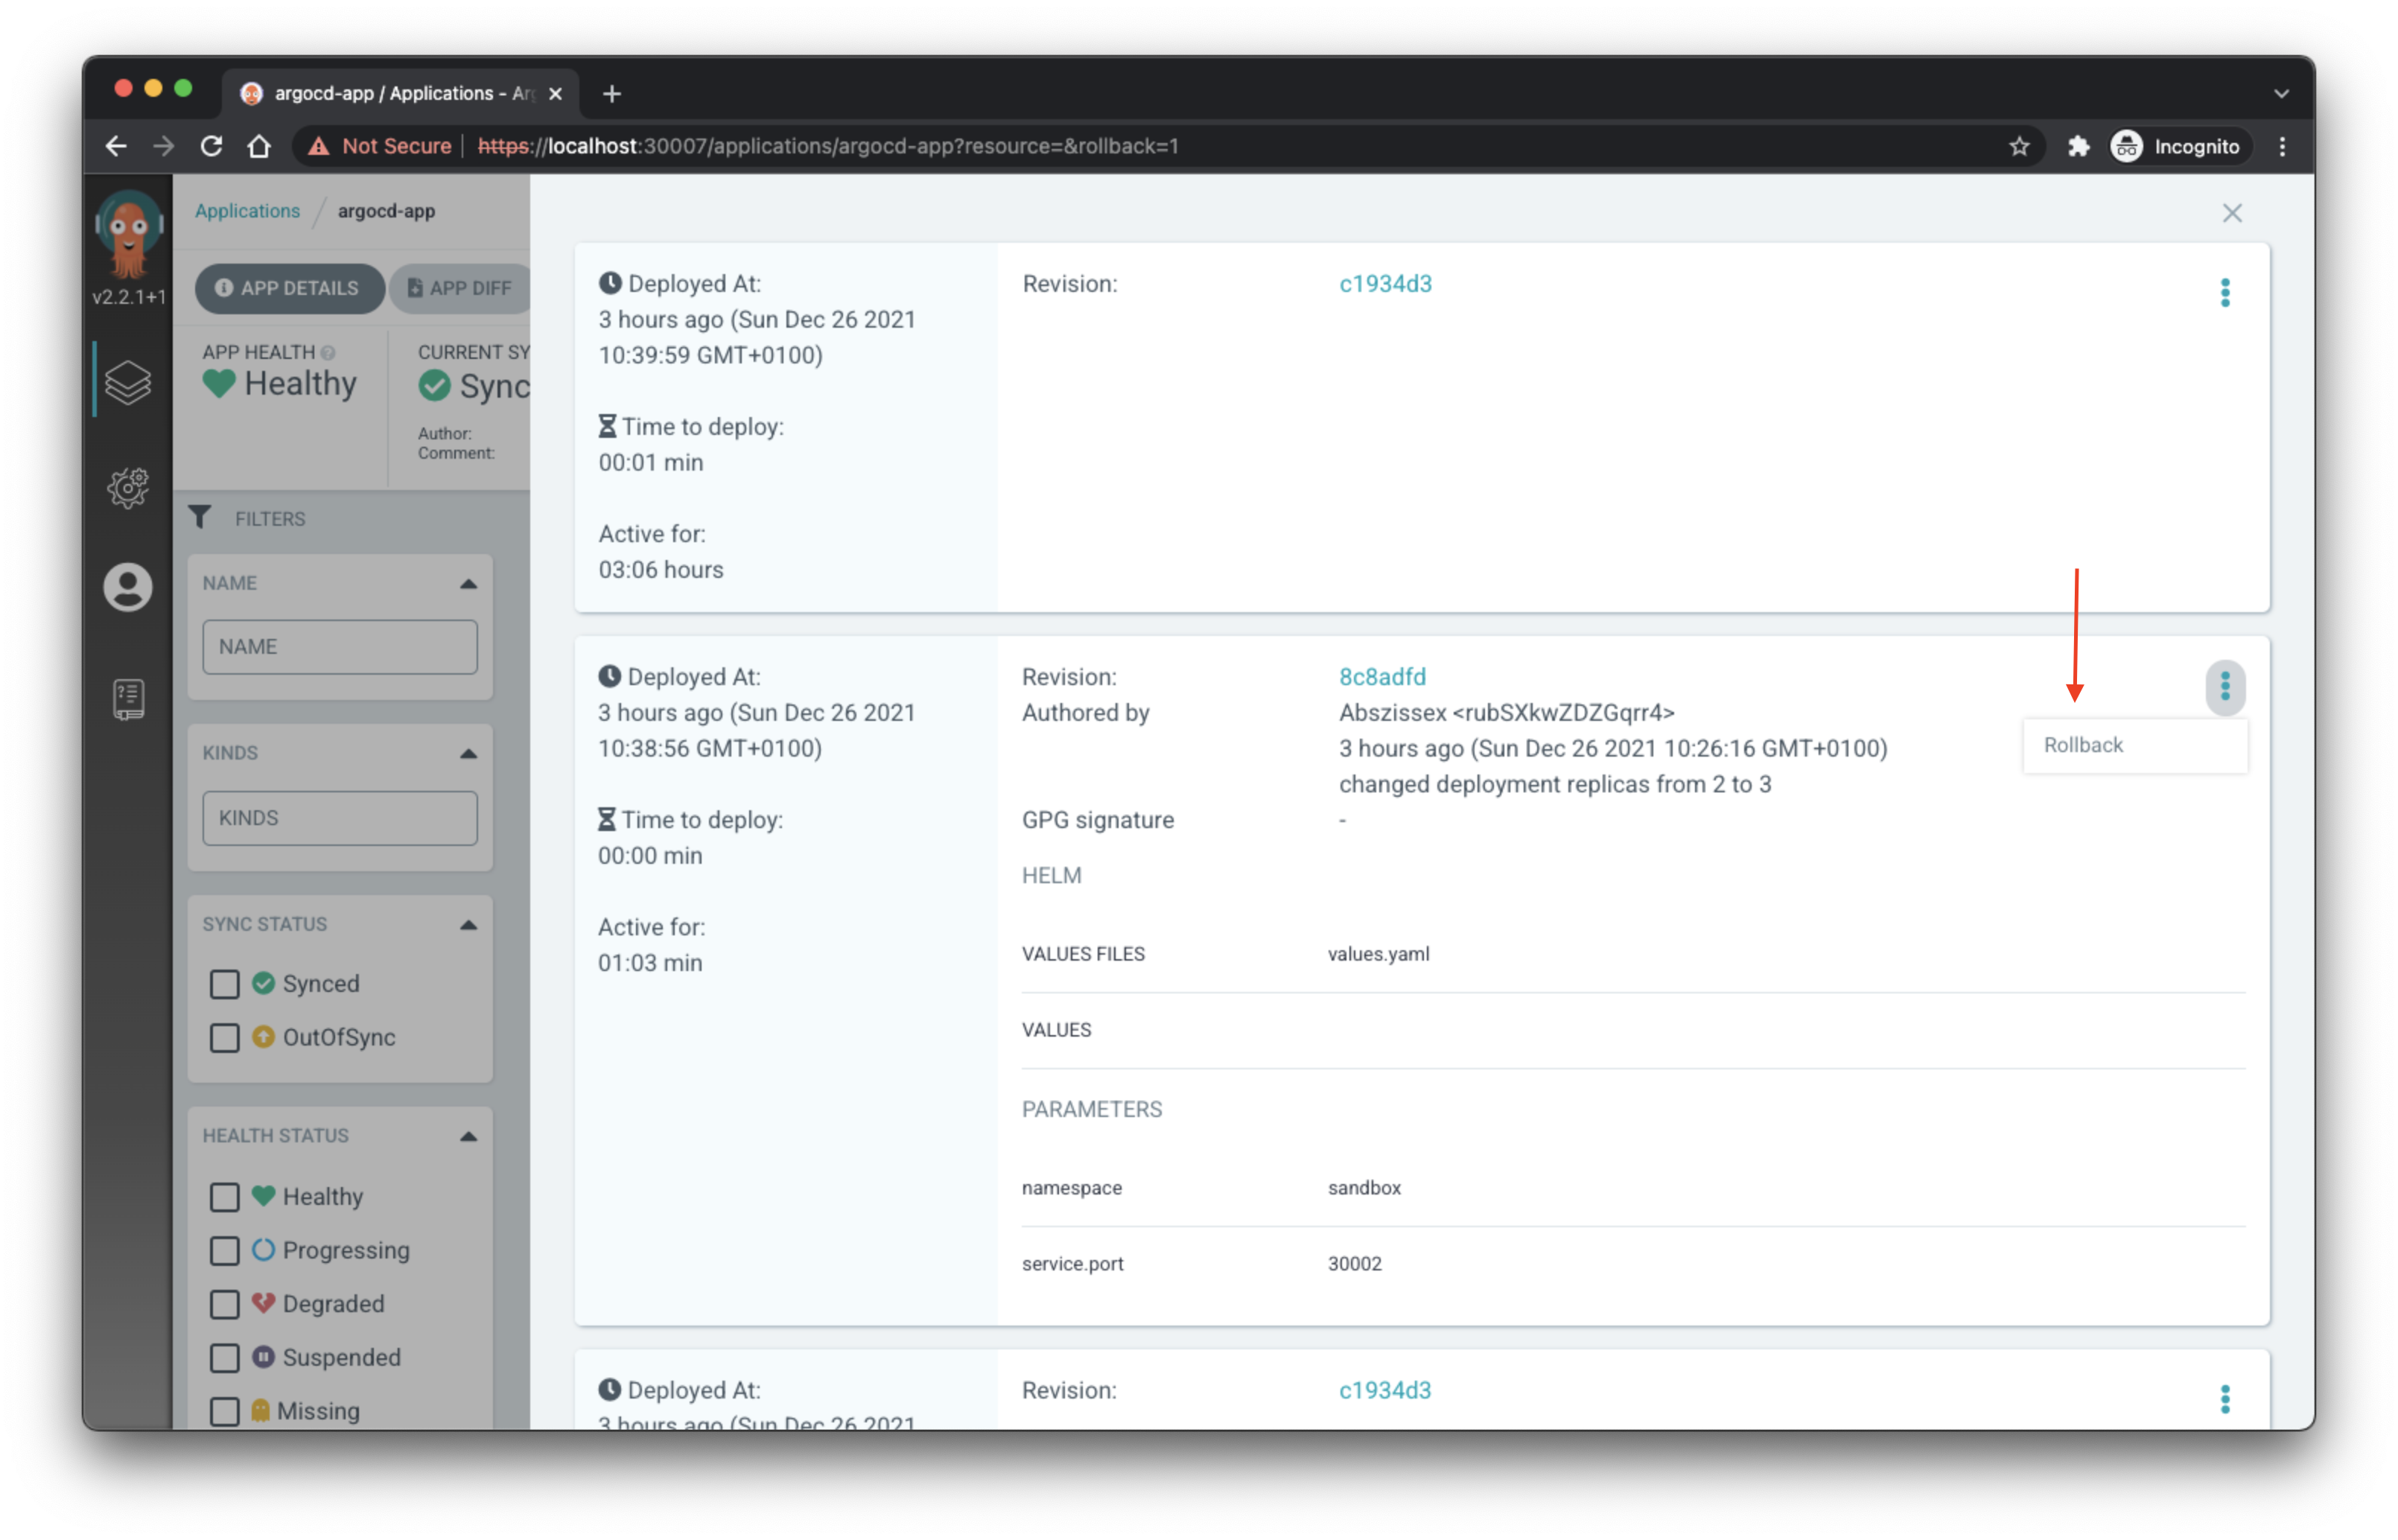 argocd-app / Applications - Ar
Not Secure https://localhost:30007/applications/argocd-app?resource=&rollback=1
Incognito
v2.2.1+1
Applications / argocd-app
APP DETAILS
APP DIFF
APP HEALTH
Healthy
CURRENT SY
Sync
Author:
Comment:
FILTERS
NAME
NAME
KINDS
KINDS
SYNC STATUS
Synced
OutOfSync
HEALTH STATUS
Healthy
Progressing
Degraded
Suspended
Missing
Deployed At:
3 hours ago (Sun Dec 26 2021
10:39:59 GMT+0100)
Time to deploy:
00:01 min
Active for:
03:06 hours
Revision: c1934d3
Deployed At:
3 hours ago (Sun Dec 26 2021
10:38:56 GMT+0100)
Time to deploy:
00:00 min
Active for:
01:03 min
Revision: 8c8adfd
Authored by Abszissex <rubSXkwZDZGqrr4>
3 hours ago (Sun Dec 26 2021 10:26:16 GMT+0100)
changed deployment replicas from 2 to 3
GPG signature -
HELM
VALUES FILES values.yaml
VALUES
PARAMETERS
namespace sandbox
service.port 30002
Rollback
Deployed At:
3 hours ago (Sun Dec 26 2021
Revision: c1934d3